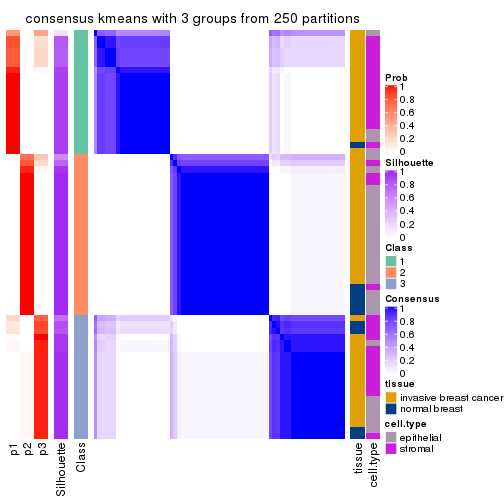 consensus kmeans with 3 groups from 250 partitions
Prob
1
0.8
0.6
0.4
0.2
0
Silhouette
1
0.8
0.6
0.4
0.2
0
Class
1
2
3
Consensus
1
0.8
0.6
0.4
0.2
0
tissue
invasive breast cancer
normal breast
cell.type
epithelial
stromal
p1
p2
p3
Silhouette
Class
tissue
cell.type